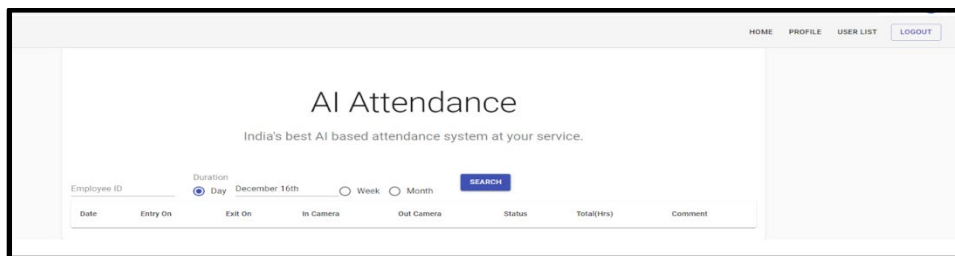 HOME PROFILE USER LIST LOGOUT
AI Attendance
India's best AI based attendance system at your service.
Duration
Employee ID Day December 16th Week Month SEARCH
Date Entry On Exit On In Camera Out Camera Status Total(Hrs) Comment